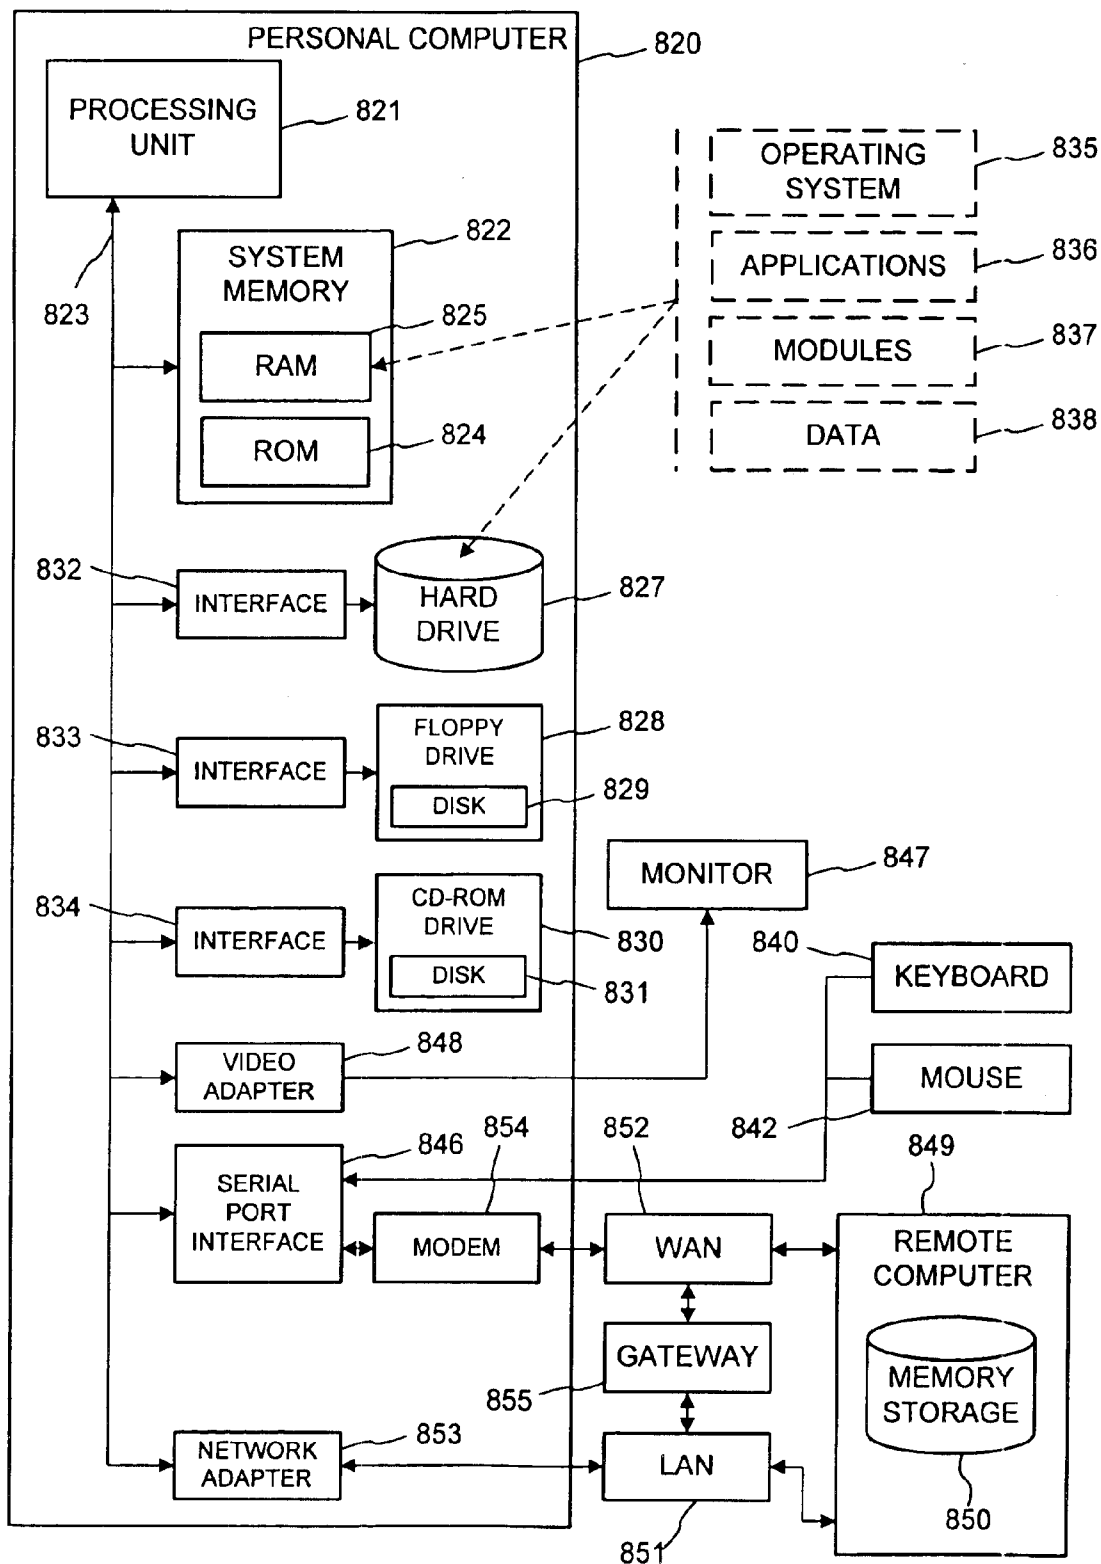 PERSONAL COMPUTER
820
PROCESSING
UNIT
821
823
SYSTEM
MEMORY
822
RAM
825
ROM
824
OPERATING
SYSTEM
835
APPLICATIONS
836
MODULES
837
DATA
838
832
INTERFACE
HARD
DRIVE
827
833
INTERFACE
FLOPPY
DRIVE
828
DISK
829
834
INTERFACE
CD-ROM
DRIVE
830
DISK
831
MONITOR
847
840
KEYBOARD
MOUSE
842
VIDEO
ADAPTER
848
846
SERIAL
PORT
INTERFACE
854
MODEM
852
WAN
849
REMOTE
COMPUTER
MEMORY
STORAGE
850
GATEWAY
855
NETWORK
ADAPTER
853
LAN
851